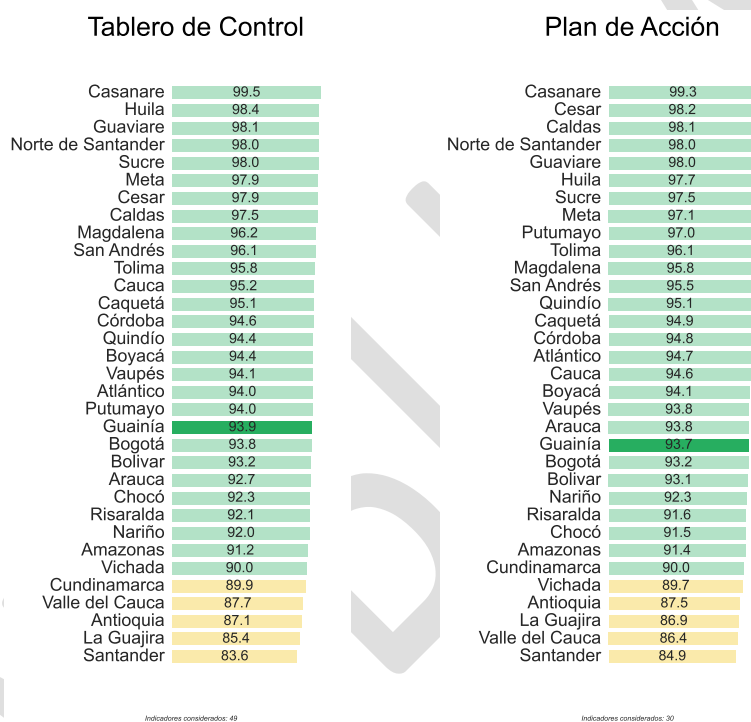 Tablero de Control
Casanare 99.5
Huila 98.4
Guaviare 98.1
Norte de Santander 98.0
Sucre 98.0
Meta 97.9
Cesar 97.9
Caldas 97.5
Magdalena 96.2
San Andrés 96.1
Tolima 95.8
Cauca 95.2
Caquetá 95.1
Córdoba 94.6
Quindío 94.4
Boyacá 94.4
Vaupés 94.1
Atlántico 94.0
Putumayo 94.0
Guainía 93.9
Bogotá 93.8
Bolivar 93.2
Arauca 92.7
Chocó 92.3
Risaralda 92.1
Nariño 92.0
Amazonas 91.2
Vichada 90.0
Cundinamarca 89.9
Valle del Cauca 87.7
Antioquia 87.1
La Guajira 85.4
Santander 83.6
Indicadores considerados: 49
Plan de Acción
Casanare 99.3
Cesar 98.2
Caldas 98.1
Norte de Santander 98.0
Guaviare 98.0
Huila 97.7
Sucre 97.5
Meta 97.1
Putumayo 97.0
Tolima 96.1
Magdalena 95.8
San Andrés 95.5
Quindío 95.1
Caquetá 94.9
Córdoba 94.8
Atlántico 94.7
Cauca 94.6
Boyacá 94.1
Vaupés 93.8
Arauca 93.8
Guainía 93.7
Bogotá 93.2
Bolivar 93.1
Nariño 92.3
Risaralda 91.6
Chocó 91.5
Amazonas 91.4
Cundinamarca 90.0
Vichada 89.7
Antioquia 87.5
La Guajira 86.9
Valle del Cauca 86.4
Santander 84.9
Indicadores considerados: 30